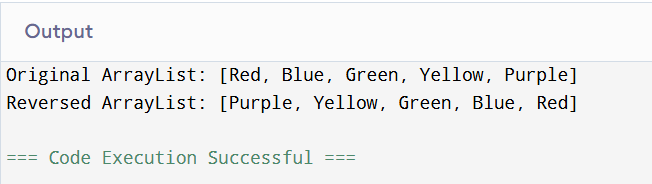 Output
Original ArrayList: [Red, Blue, Green, Yellow, Purple]
Reversed ArrayList: [Purple, Yellow, Green, Blue, Red]
=== Code Execution Successful ===